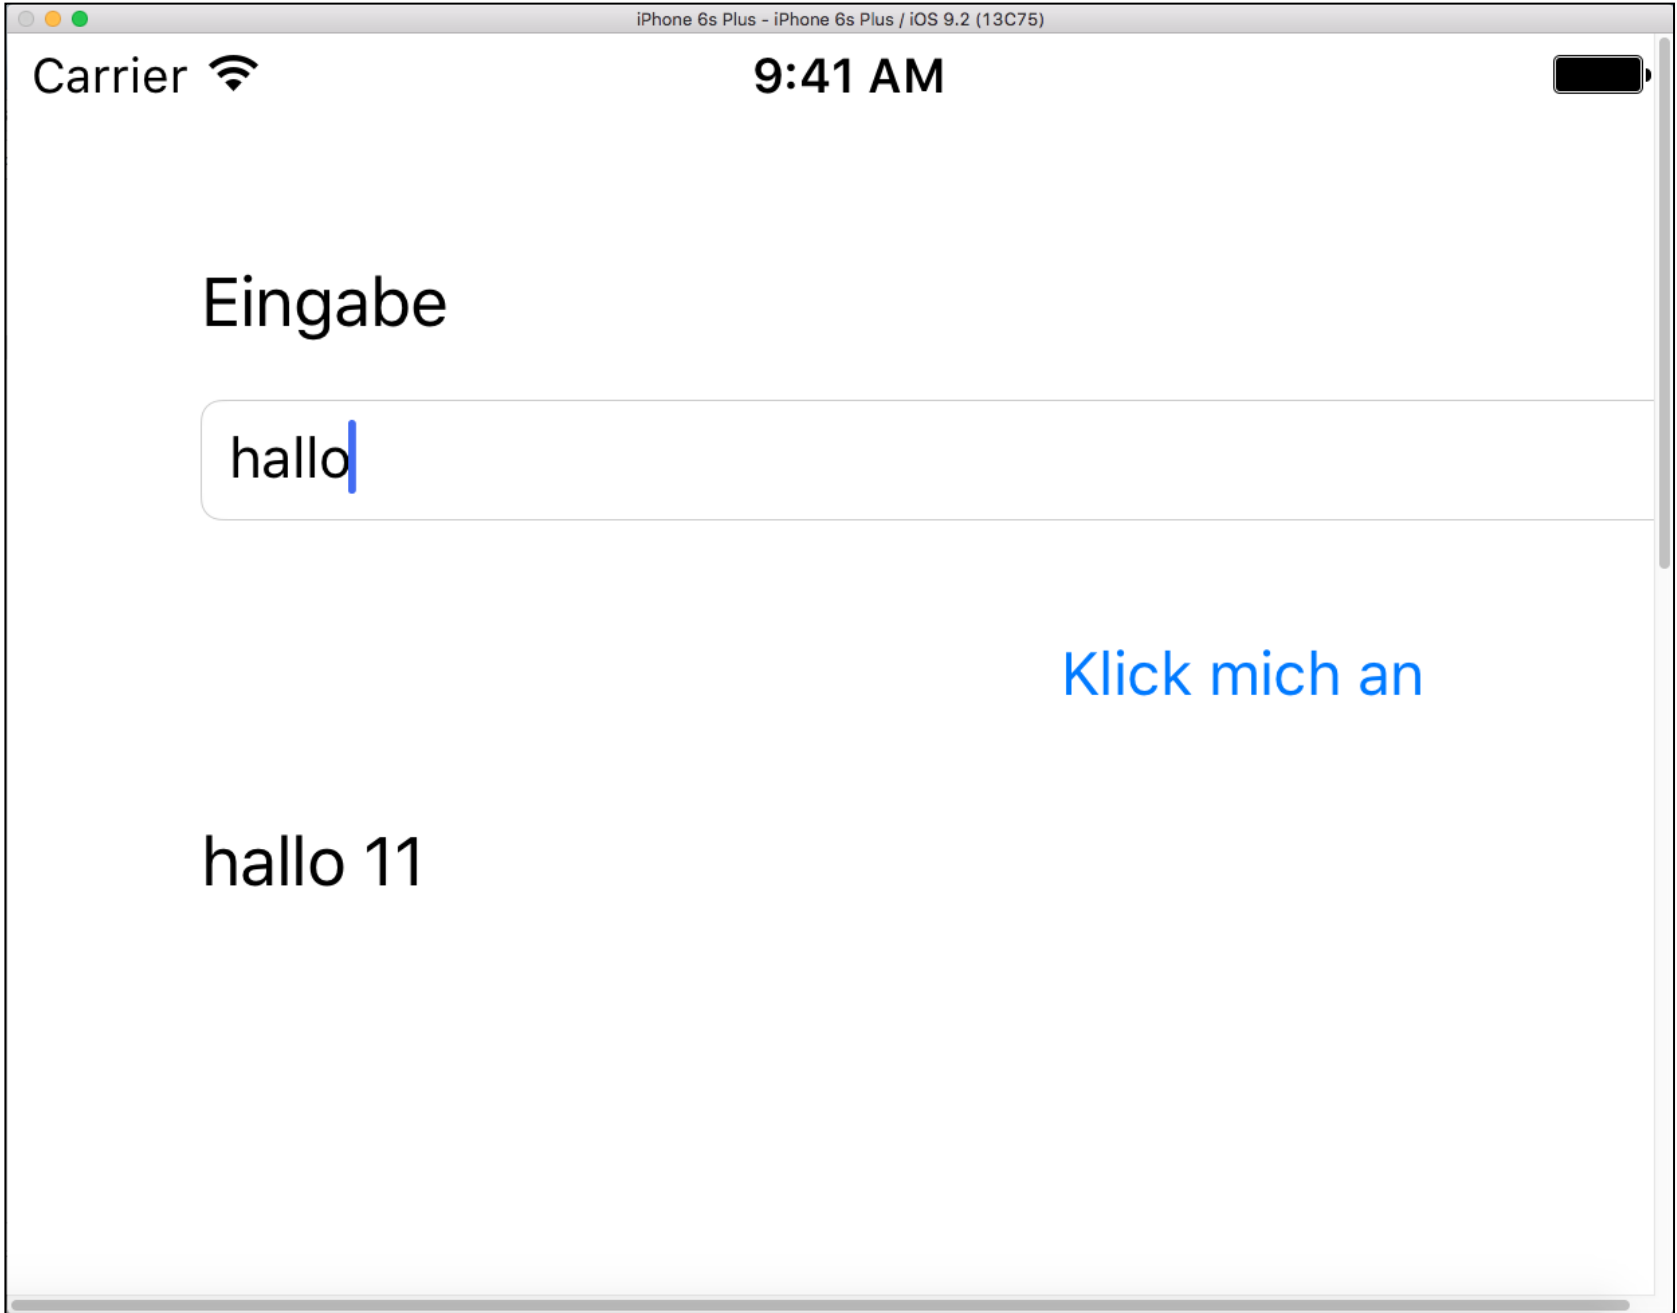 iPhone 6s Plus - iPhone 6s Plus / iOS 9.2 (13C75)
Carrier 9:41 AM
Eingabe
hallo
Klick mich an
hallo 11